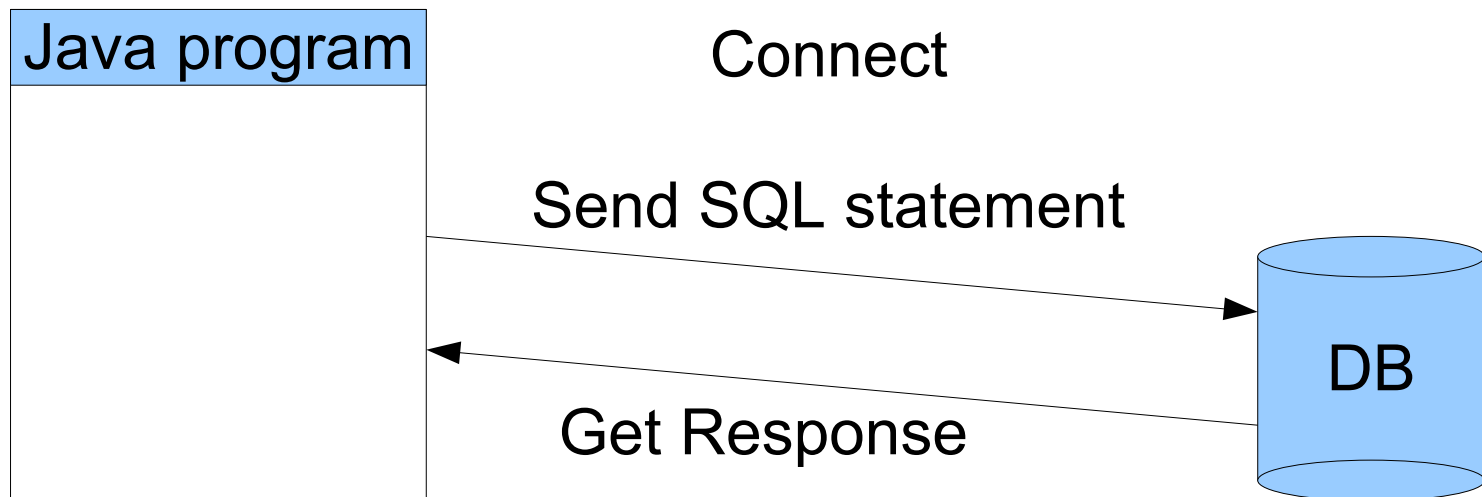 Java program
Connect
Send SQL statement
DB
Get Response